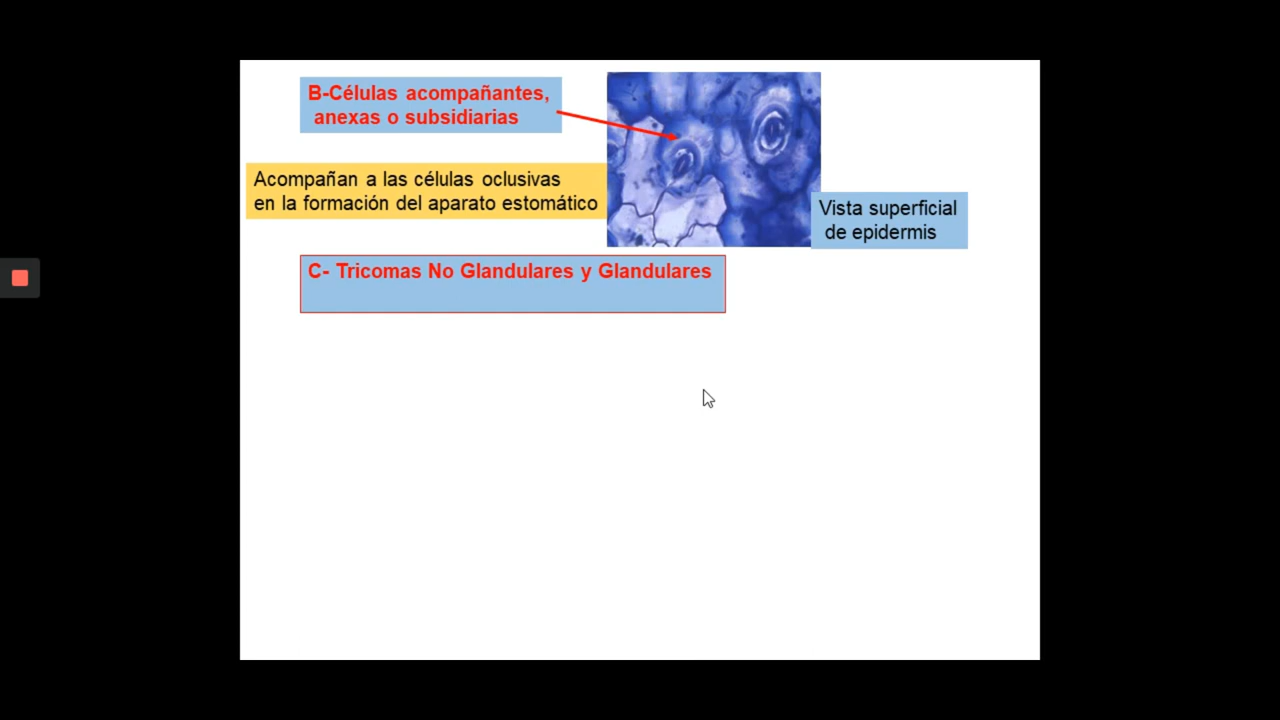 B-Células acompañantes,
anexas o subsidiarias
Acompañan a las células oclusivas
en la formación del aparato estomático
Vista superficial
de epidermis
C- Tricomas No Glandulares y Glandulares